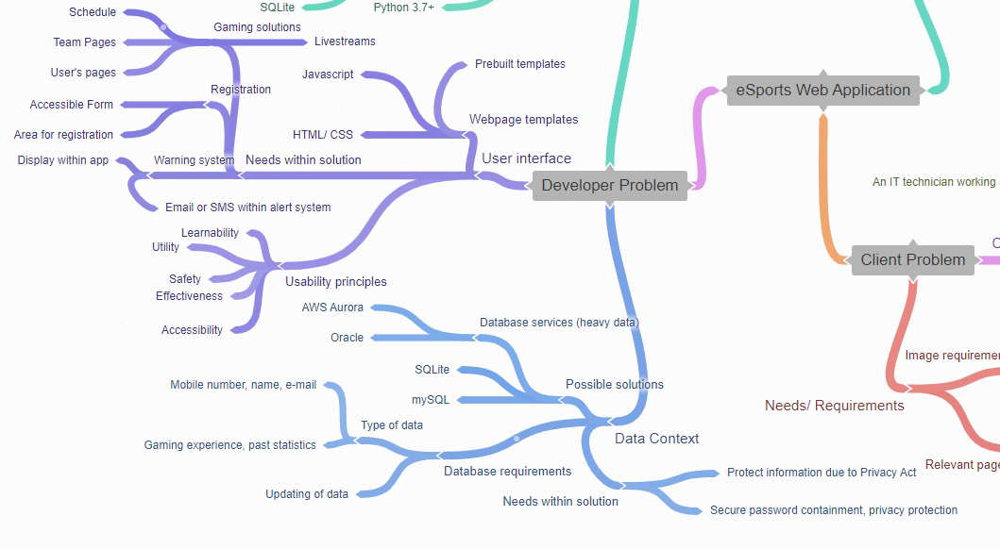 SQLite
Python 3.7+
Schedule
Gaming solutions
Team Pages
Livestreams
User's pages
Javascript
Prebuilt templates
Registration
Accessible Form
eSports Web Application
Webpage templates
Area for registration
HTML/ CSS
Display within app
Warning system
Needs within solution
User interface
Developer Problem
An IT technician working
Email or SMS within alert system
Learnability
Utility
Client Problem
Safety
Usability principles
Effectiveness
AWS Aurora
Database services (heavy data)
Accessibility
Oracle
Image requiremen
SQLite
Mobile number, name, e-mail
Possible solutions
mySQL
Needs/ Requirements
Type of data
Data Context
Gaming experience, past statistics
Database requirements
Protect information due to Privacy Act
Relevant page
Updating of data
Needs within solution
Secure password containment, privacy protection